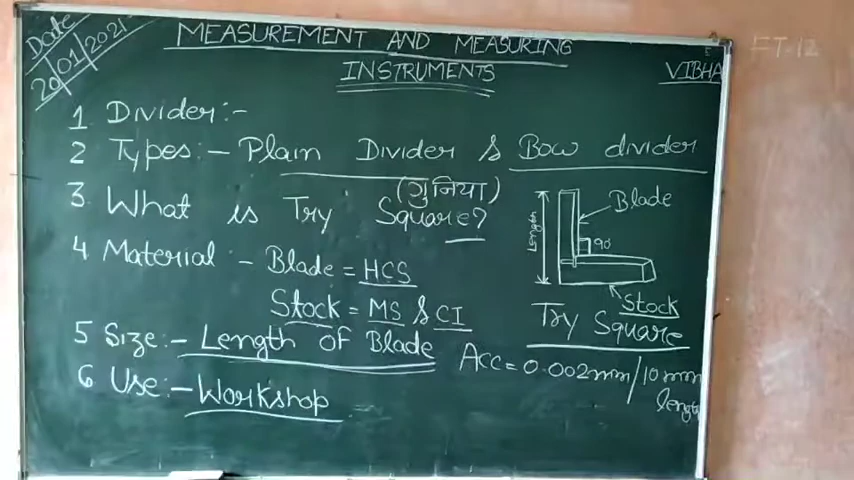 Date
20/01/2021
MEASUREMENT AND MEASURING
INSTRUMENTS
VIBHA
FT-12
1 Divider:-
2 Types:- Plain Divider & Bow divider
(गुनिया)
3 What is Try Square?
4 Material - Blade = HCS
Stock = MS & CI
5 Size:- Length of Blade
6 Use:- Workshop
Length
Blade
90
Stock
Try Square
Acc = 0.002mm/10mm
length